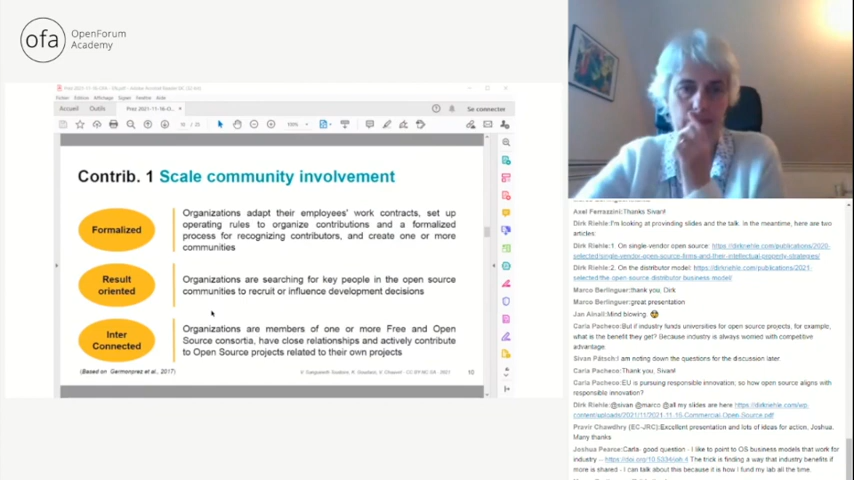 ofa
OpenForum
Academy
Accueil
Outils
Se connecter
Contrib. 1 Scale community involvement
Formalized
Organizations adapt their employees' work contracts, set up
operating rules to organize contributions and a formalized
process for recognizing contributors, and create one or more
communities
Result
oriented
Organizations are searching for key people in the open source
communities to recruit or influence development decisions
Inter
Connected
Organizations are members of one or more Free and Open
Source consortia, have close relationships and actively contribute
to Open Source projects related to their own projects
(Based on Germonprez et al., 2017)
10
Axel Ferrazzini:Thanks Sivan!
Dirk Riehle:I'm looking at provinding slides and the talk. In the meantime, here are two
articles:
Dirk Riehle:1. On single-vendor open source: https://dirkriehle.com/publications/2020-
selected/single-vendor-open-source-firms-and-their-intellectual-property-strategies/
Dirk Riehle:2. On the distributor model: https://dirkriehle.com/publications/2021-
selected/the-open-source-distributor-business-model/
Marco Berlinguer:thank you, Dirk
Marco Berlinguer:great presentation
Jan Ainali:Mind blowing.
Carla Pacheco:But if industry funds universities for open source projects, for example,
what is the benefit they get? Because industry is always worried with competitive
advantage
Sivan Pätsch:I am noting down the questions for the discussion later.
Carla Pacheco:Thank you, Sivan!
Carla Pacheco:EU is pursuing responsible innovation; so how open source aligns with
responsible innovation?
Dirk Riehle:@sivan @marco @all my slides are here https://dirkriehle.com/wp-
content/uploads/2021/11/2021-11-16-Commercial-Open-Source.pdf
Pravir Chawdhry (EC-JRC):Excellent presentation and lots of ideas for action, Joshua.
Many thanks
Joshua Pearce:Carla- good question - I like to point to OS business models that work for
industry -- The trick is finding a way that industry benefits if
more is shared - I can talk about this because it is how I fund my lab all the time.